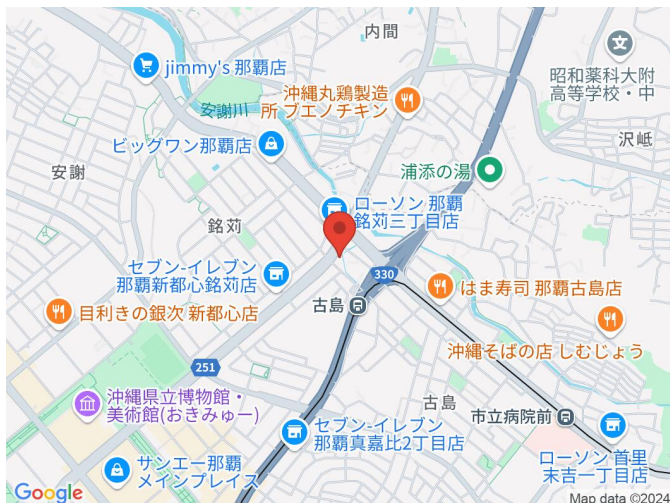 内間
jimmy's 那覇店
昭和薬科大附
高等学校・中
沖縄丸鶏製造
所 ブエノチキン
安謝川
沢岻
ビッグワン那覇店
浦添の湯
安謝
ローソン 那覇
銘苅三丁目店
銘苅
セブン-イレブン
那覇新都心銘苅店
330
はま寿司 那覇古島店
古島
目利きの銀次 新都心店
沖縄そばの店 しむじょう
251
沖縄県立博物館・
美術館(おきみゅー)
古島
市立病院前
セブン-イレブン
那覇真嘉比2丁目店
ローソン 首里
末吉一丁目店
サンエー那覇
メインプレイス
Google
Map data ©2024